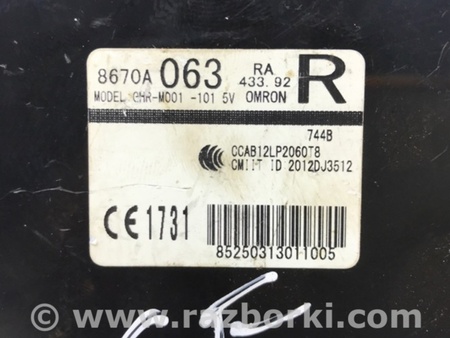 8670A 063 RA 433.92 R
MODEL GHR-M001 -101 5V OMRON
744B
CCAB12LP2060T8
CMIIT ID 2012DJ3512
CE1731
85250313011005
© www.razborki.com